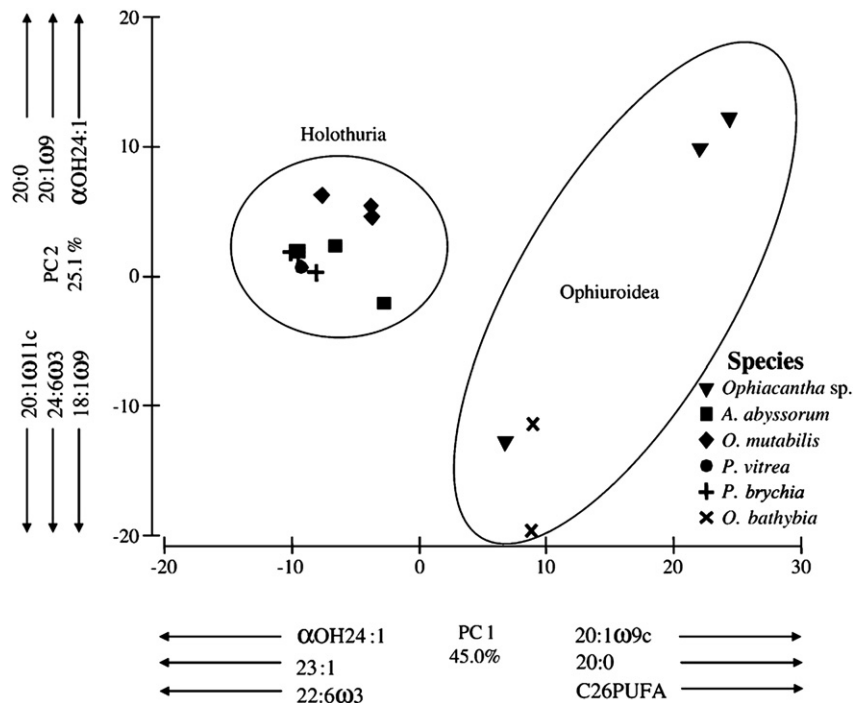 20
10
0
-10
-20
20:0
20:1ω9
αOH24:1
PC 2
25.1 %
20:1ω11c
24:6ω3
18:1ω9
Holothuria
Ophiuroidea
Species
Ophiacantha sp.
A. abyssorum
O. mutabilis
P. vitrea
P. brychia
O. bathybia
-20 -10 0 10 20 30
αOH24:1
23:1
22:6ω3
PC 1
45.0%
20:1ω9c
20:0
C26PUFA